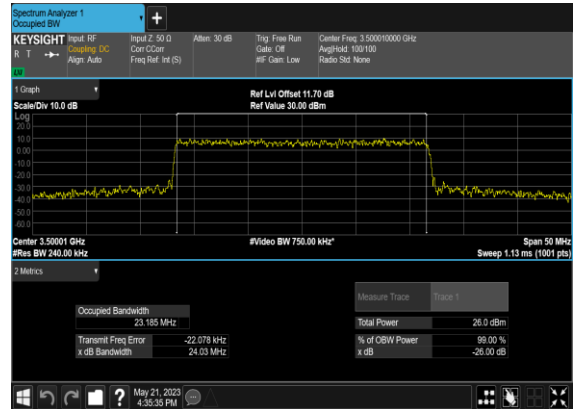 Spectrum Analyzer 1
Occupied BW
KEYSIGHT Input: RF Input Z: 50 Ω Atten: 30 dB Trig: Free Run Center Freq: 3.500010000 GHz
R T Coupling: DC Corr CCorr Gate: Off Avg|Hold: 100/100
Align: Auto Freq Ref: Int (S) #IF Gain: Low Radio Std: None
LXI
1 Graph
Ref Lvl Offset 11.70 dB
Scale/Div 10.0 dB Ref Value 30.00 dBm
Log
20.0
10.0
0.00
-10.0
-20.0
-30.0
-40.0
-50.0
-60.0
Center 3.50001 GHz #Video BW 750.00 kHz* Span 50 MHz
#Res BW 240.00 kHz Sweep 1.13 ms (1001 pts)
2 Metrics
Measure Trace Trace 1
Occupied Bandwidth
23.185 MHz Total Power 26.0 dBm
Transmit Freq Error -22.078 kHz % of OBW Power 99.00 %
x dB Bandwidth 24.03 MHz x dB -26.00 dB
May 21, 2023
4:35:35 PM